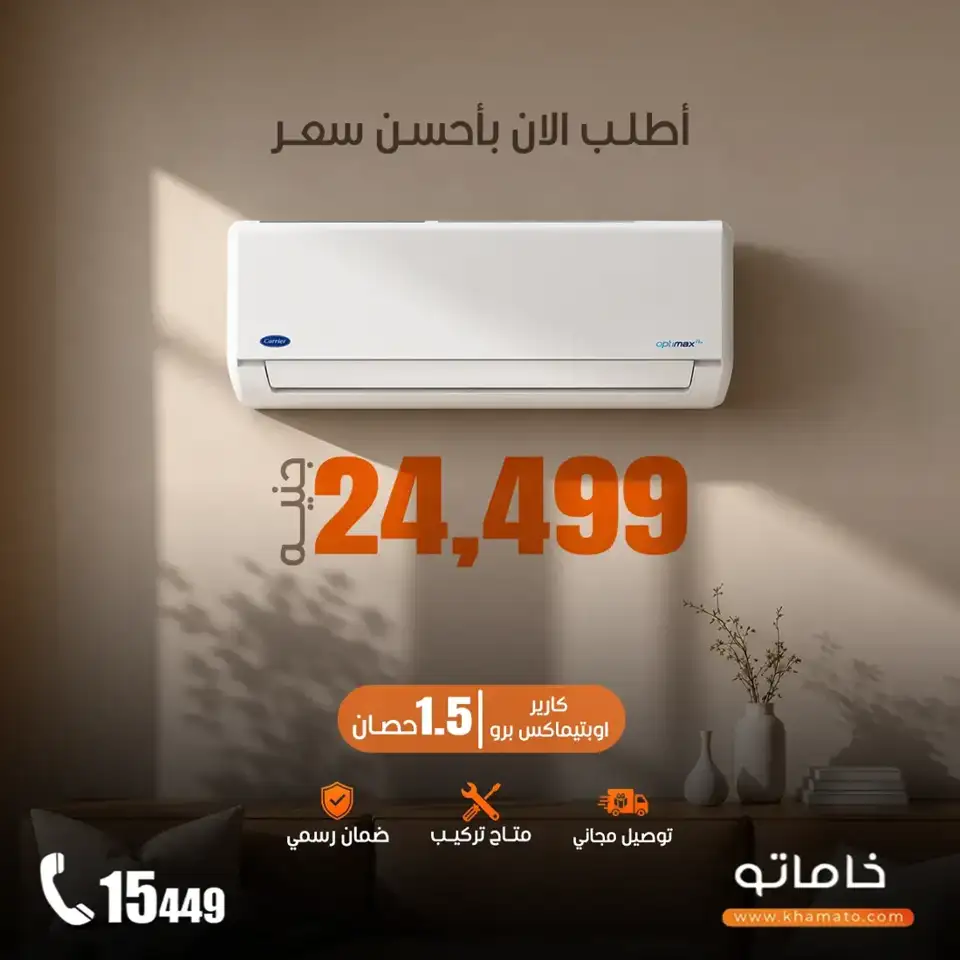 أطلب الان بأحسن سعر
Carrier
optimax
24,499 جنيه
كارير
اوبتيماكس برو
1.5 حصان
توصيل مجاني
متاح تركيب
ضمان رسمي
15449
خاماتو
www.khamato.com